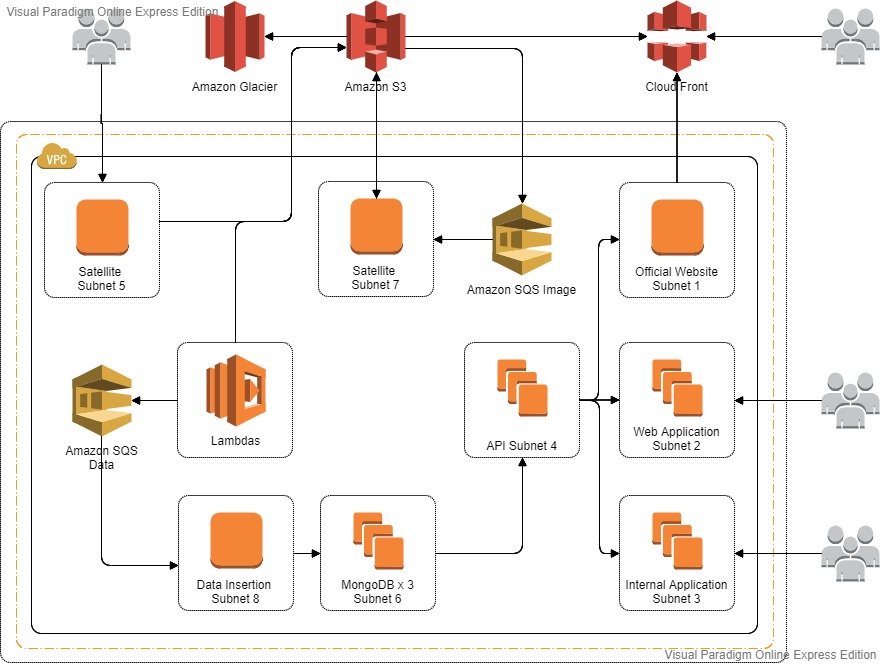 Visual Paradigm Online Express Edition
Amazon Glacier
Amazon S3
Cloud Front
VPC
Satellite
Subnet 5
Satellite
Subnet 7
Amazon SQS Image
Official Website
Subnet 1
Amazon SQS
Data
Lambdas
API Subnet 4
Web Application
Subnet 2
Data Insertion
Subnet 8
MongoDB x 3
Subnet 6
Internal Application
Subnet 3
Visual Paradigm Online Express Edition